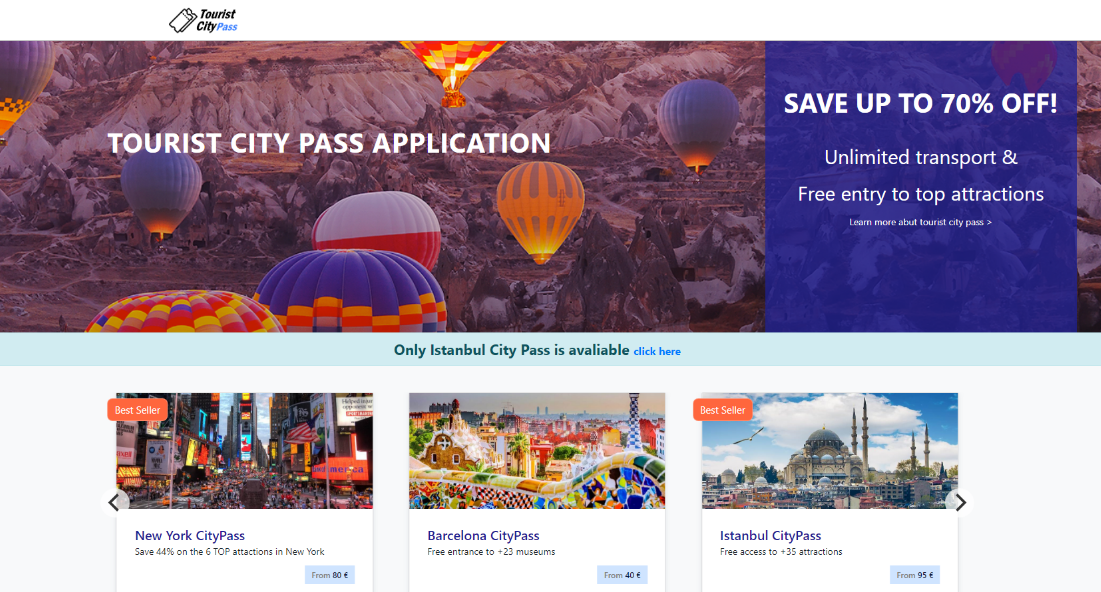 Tourist
CityPass
TOURIST CITY PASS APPLICATION
SAVE UP TO 70% OFF!
Unlimited transport &
Free entry to top attractions
Learn more abut tourist city pass >
Only Istanbul City Pass is avaliable click here
Best Seller
Best Seller
New York CityPass
Save 44% on the 6 TOP attactions in New York
From 80 €
Barcelona CityPass
Free entrance to +23 museums
From 40 €
Istanbul CityPass
Free access to +35 attractions
From 95 €